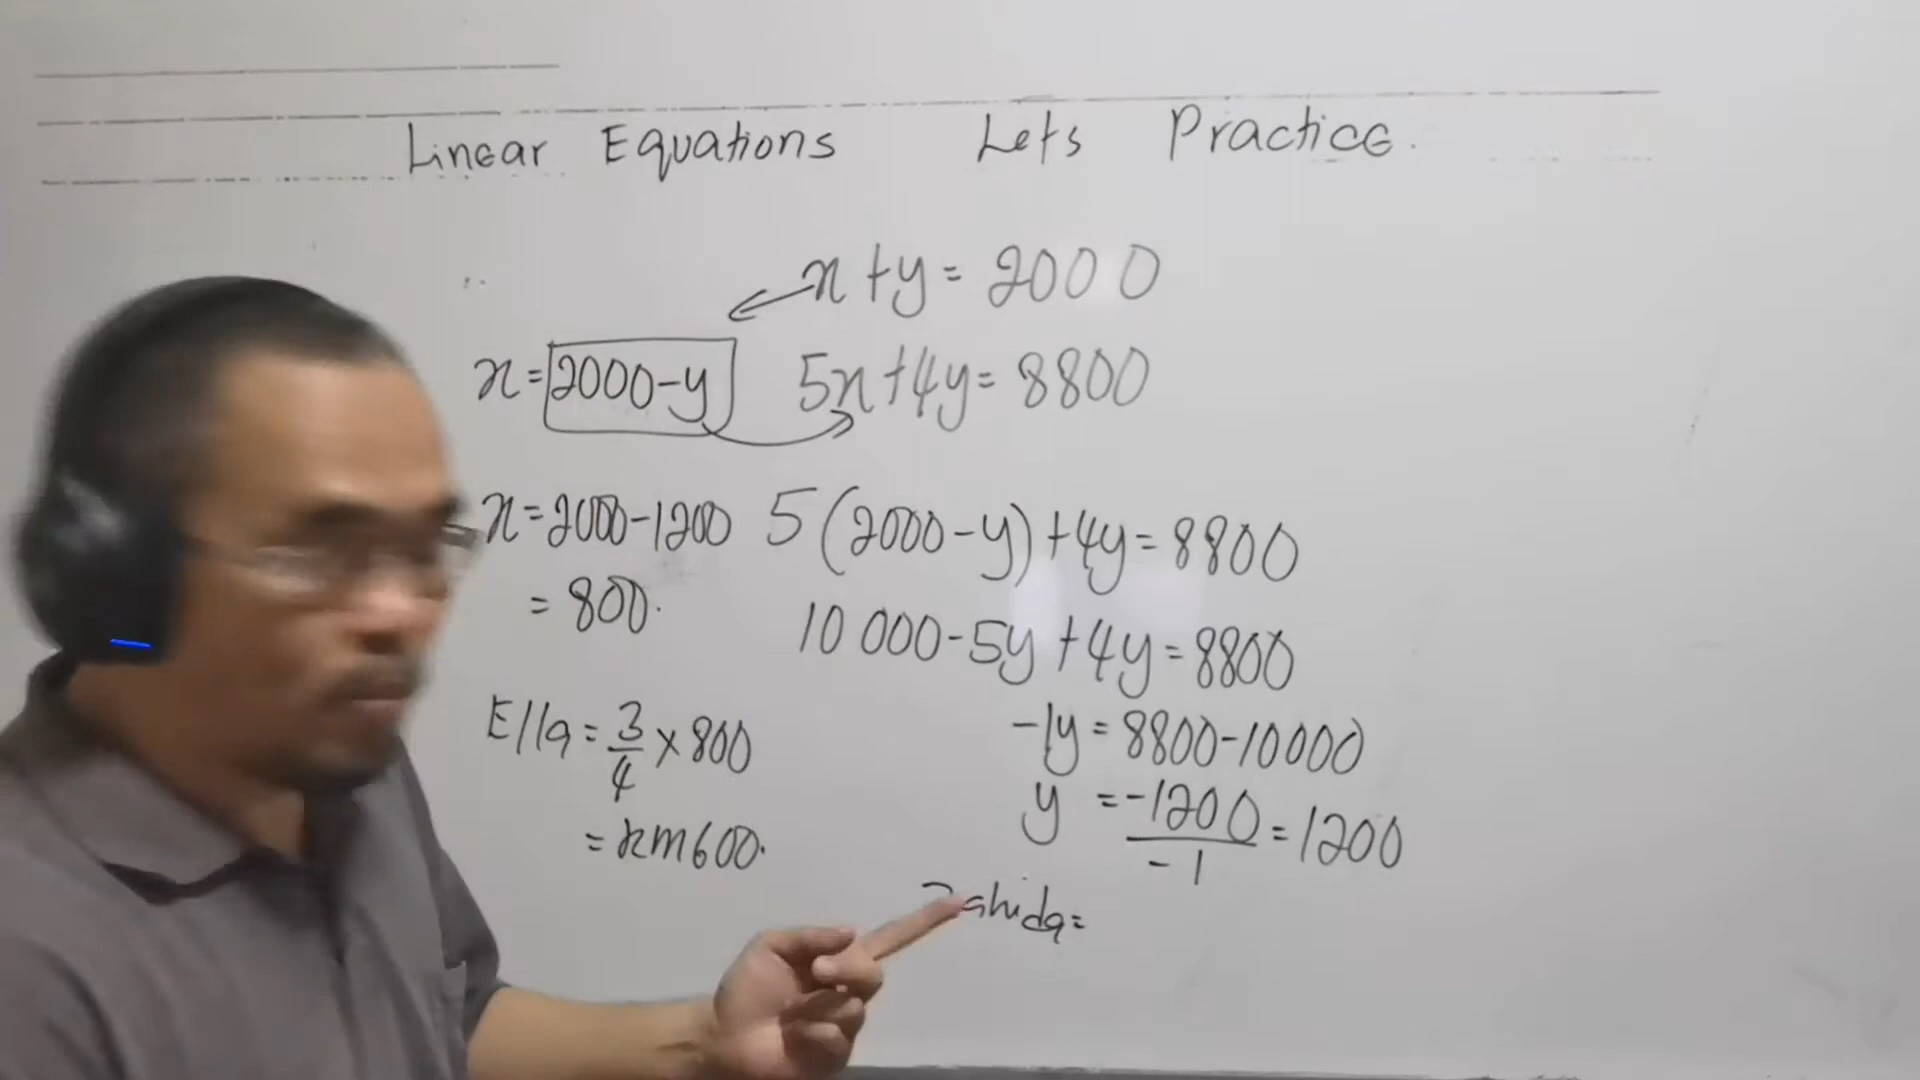 Linear Equations Lets Practice.
x+y=2000
x=2000-y
5x+4y=8800
x=2000-1200
=800.
5(2000-y)+4y=8800
10 000-5y+4y=8800
-1y=8800-10000
y=-1200/-1=1200
Ella=3/4×800
=RM600.